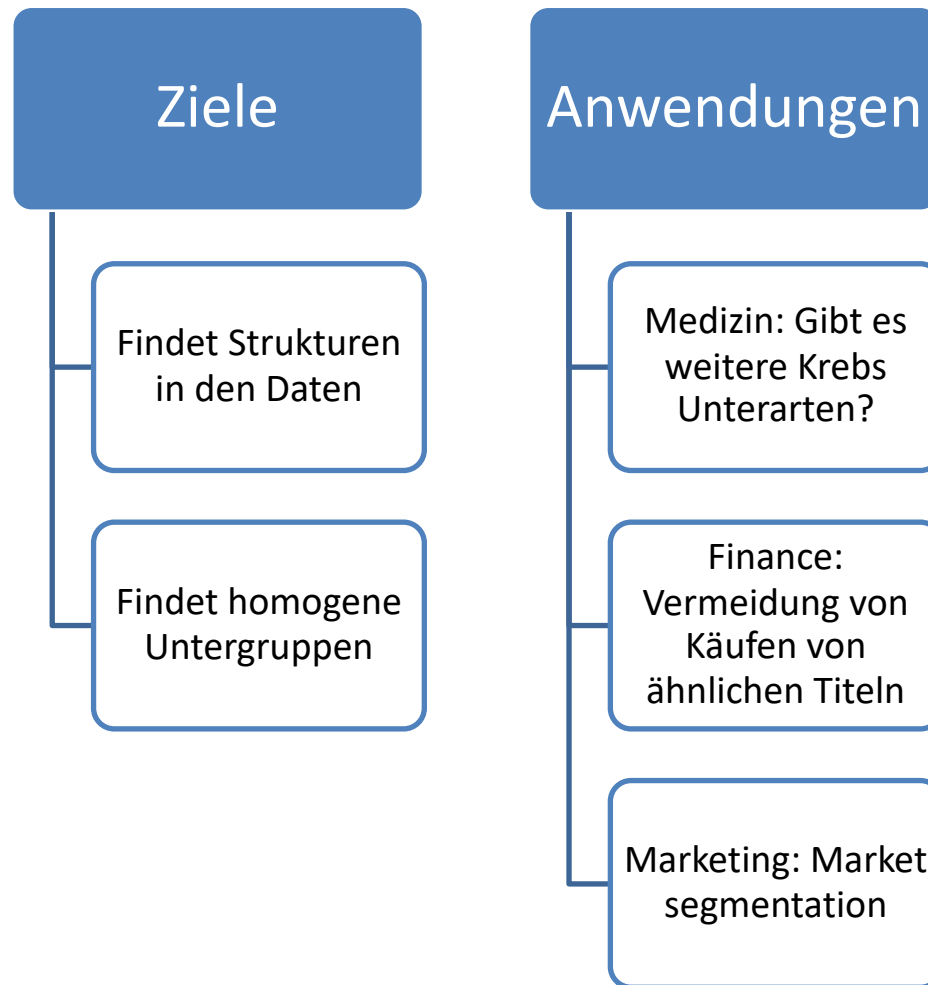 Ziele
Findet Strukturen
in den Daten
Findet homogene
Untergruppen
Anwendungen
Medizin: Gibt es
weitere Krebs
Unterarten?
Finance:
Vermeidung von
Käufen von
ähnlichen Titeln
Marketing: Market
segmentation